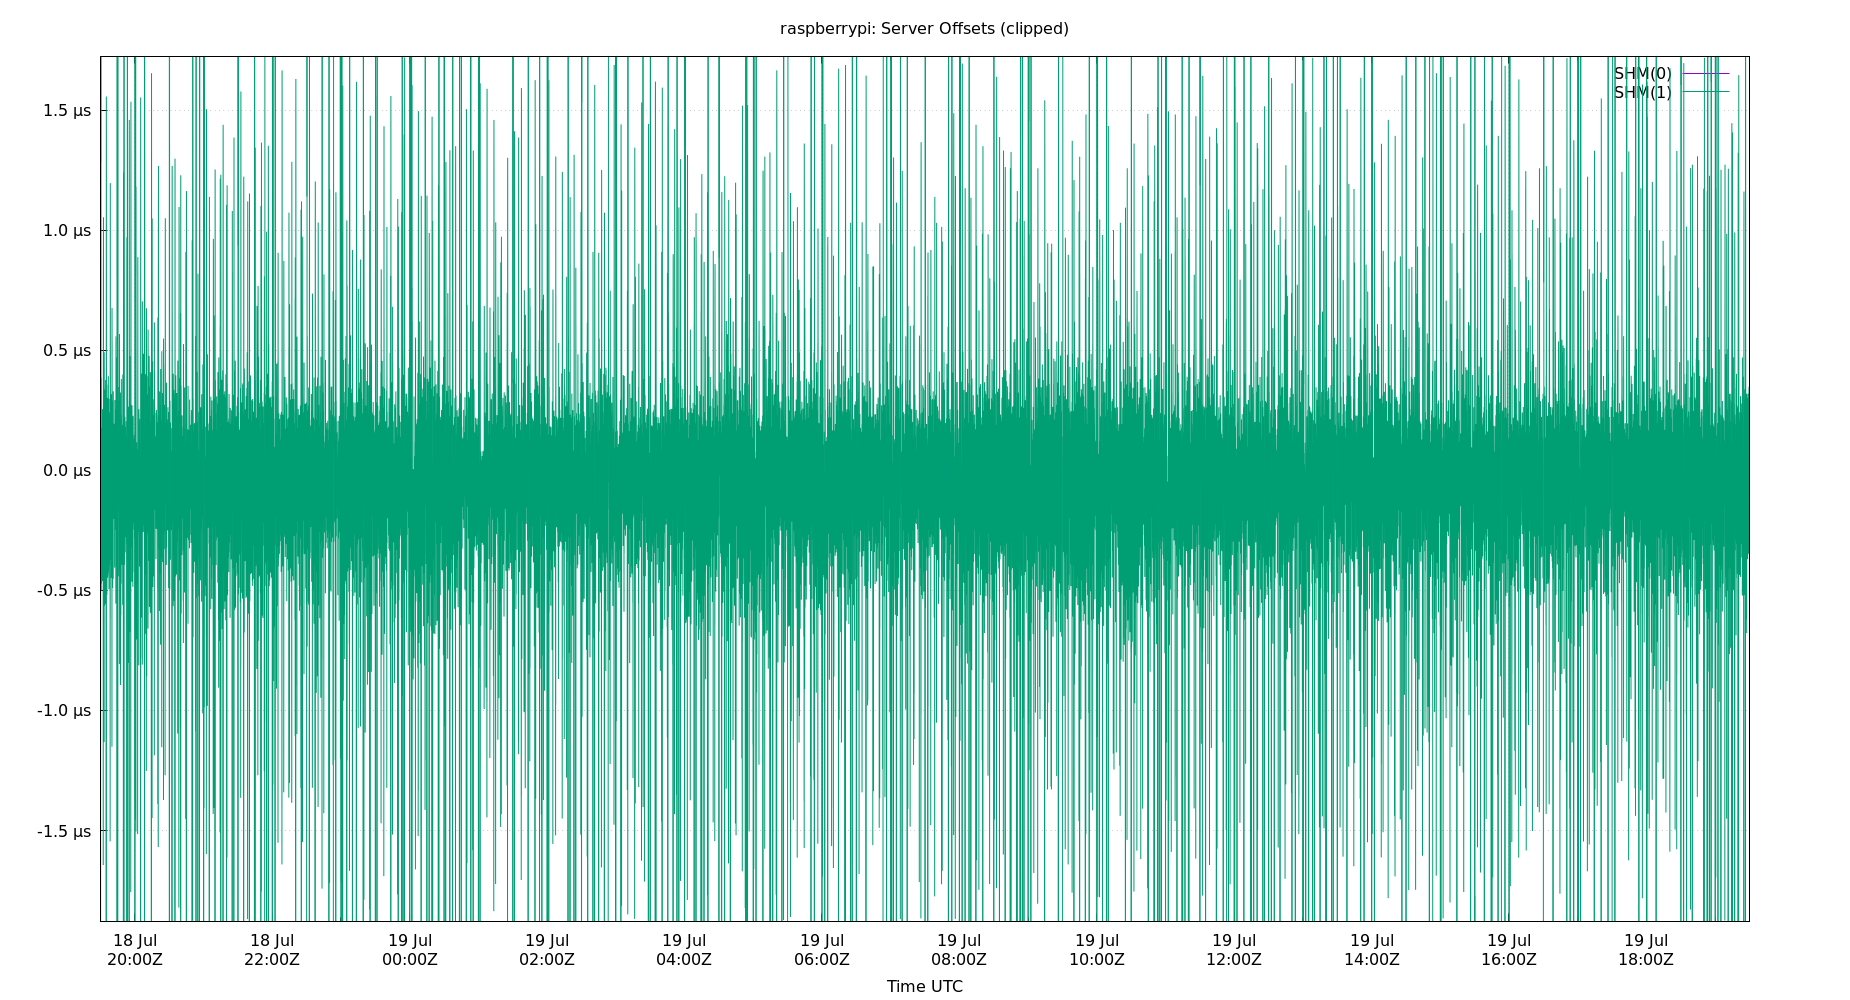 raspberrypi: Server Offsets (clipped)
SHM(0)
SHM(1)
1.5 µs
1.0 µs
0.5 µs
0.0 µs
-0.5 µs
-1.0 µs
-1.5 µs
18 Jul 18 Jul 19 Jul 19 Jul 19 Jul 19 Jul 19 Jul 19 Jul 19 Jul 19 Jul 19 Jul 19 Jul
20:00Z 22:00Z 00:00Z 02:00Z 04:00Z 06:00Z 08:00Z 10:00Z 12:00Z 14:00Z 16:00Z 18:00Z
Time UTC